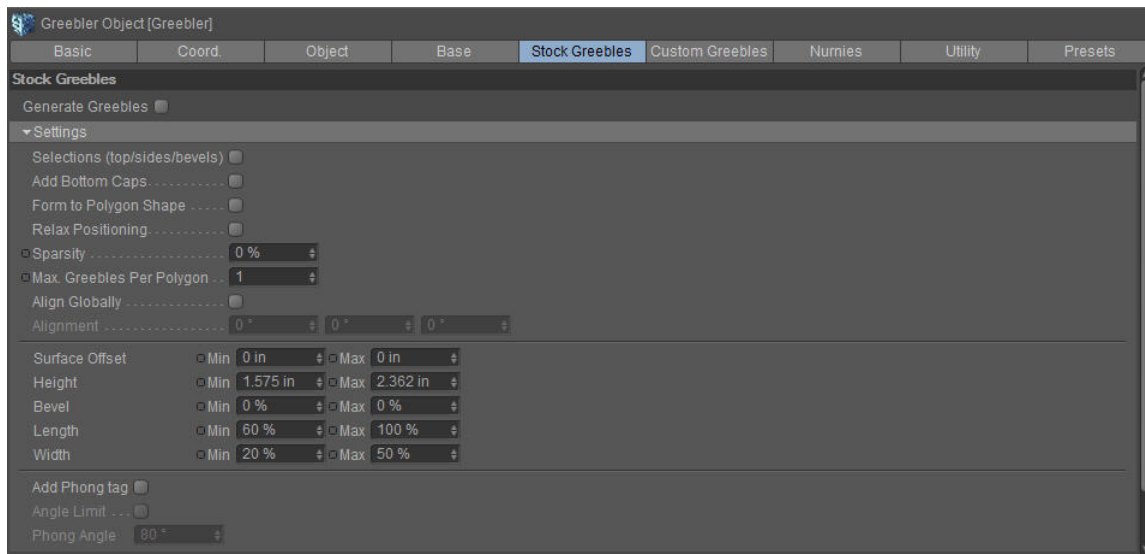 Greebler Object [Greebler]
Basic Coord. Object Base Stock Greebles Custom Greebles Nurnies Utility Presets
Stock Greebles
Generate Greebles
Settings
Selections (top/sides/bevels)
Add Bottom Caps
Form to Polygon Shape
Relax Positioning
Sparsity 0 %
Max. Greebles Per Polygon 1
Align Globally
Alignment 0 ° 0 ° 0 °
Surface Offset Min 0 in Max 0 in
Height Min 1.575 in Max 2.362 in
Bevel Min 0 % Max 0 %
Length Min 60 % Max 100 %
Width Min 20 % Max 50 %
Add Phong tag
Angle Limit
Phong Angle 80 °